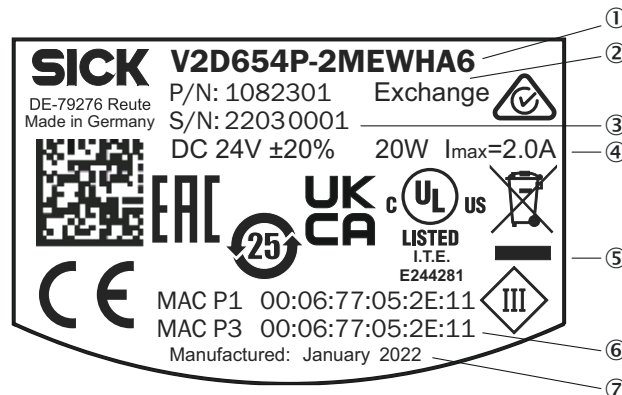 ①
SICK V2D654P-2MEWHA6
②
DE-79276 Reute P/N: 1082301 Exchange
Made in Germany S/N: 22030001
③
DC 24V ±20% 20W Imax=2.0A
④
EAC
25
UK
CA
C UL US
LISTED
I.T.E.
E244281
⑤
CE
III
MAC P1 00:06:77:05:2E:11
MAC P3 00:06:77:05:2E:11
⑥
Manufactured: January 2022
⑦